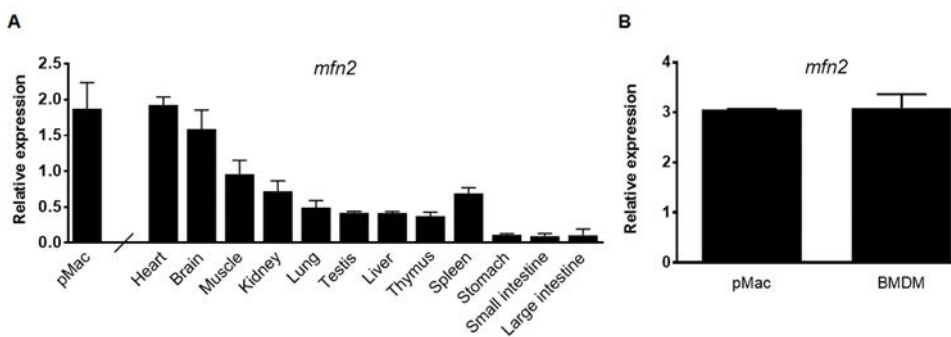 A
mfn2
Relative expression
2.5
2.0
1.5
1.0
0.5
0.0
pMac
Heart
Brain
Muscle
Kidney
Lung
Testis
Liver
Thymus
Spleen
Stomach
Small intestine
Large intestine
B
mfn2
Relative expression
4
3
2
1
0
pMac
BMDM